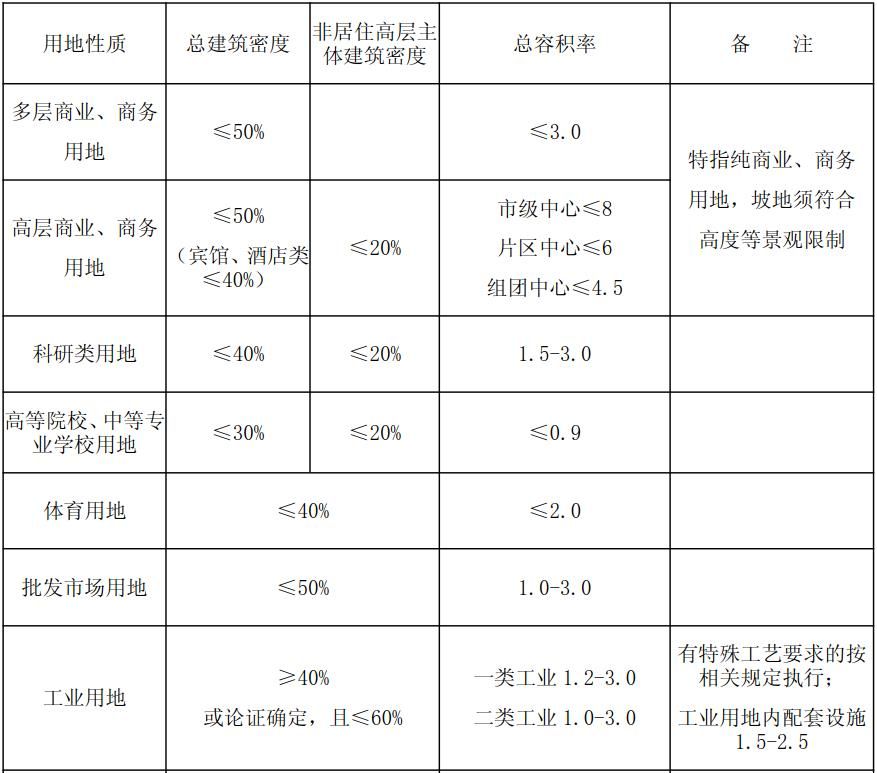 用地性质
总建筑密度
非居住高层主
体建筑密度
总容积率
备 注
多层商业、商务
用地
≤50%
≤3.0
特指纯商业、商务
用地，坡地须符合
高度等景观限制
高层商业、商务
用地
≤50%
（宾馆、酒店类
≤40%）
≤20%
市级中心≤8
片区中心≤6
组团中心≤4.5
科研类用地
≤40%
≤20%
1.5-3.0
高等院校、中等专
业学校用地
≤30%
≤20%
≤0.9
体育用地
≤40%
≤2.0
批发市场用地
≤50%
1.0-3.0
工业用地
≥40%
或论证确定，且≤60%
一类工业 1.2-3.0
二类工业 1.0-3.0
有特殊工艺要求的按
相关规定执行；
工业用地内配套设施
1.5-2.5